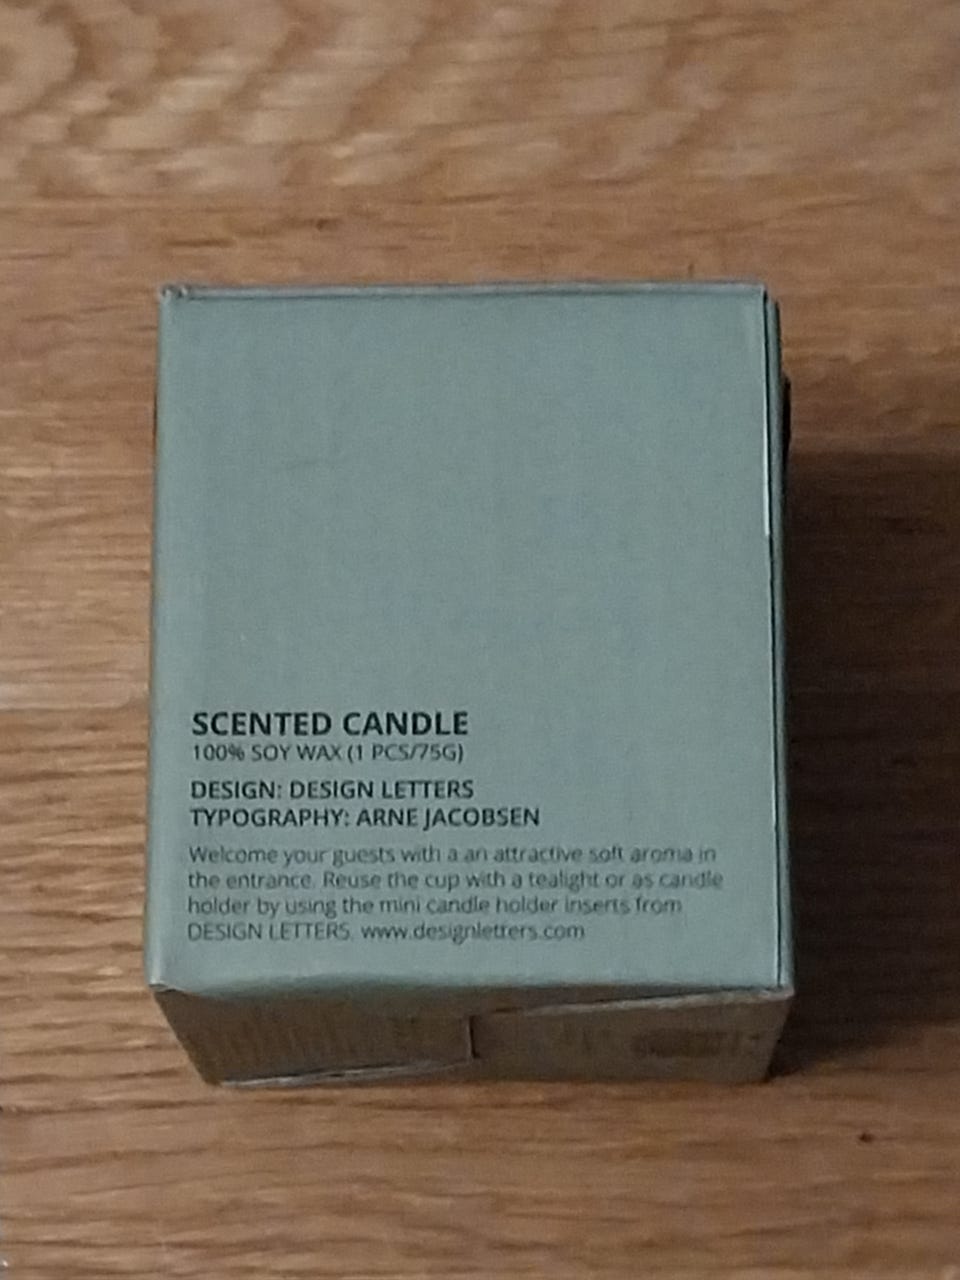 SCENTED CANDLE
100% SOY WAX (1 PCS/75G)
DESIGN: DESIGN LETTERS
TYPOGRAPHY: ARNE JACOBSEN
Welcome your guests with a an attractive soft aroma in
the entrance. Reuse the cup with a tealight or as candle
holder by using the mini candle holder inserts from
DESIGN LETTERS. www.designletters.com